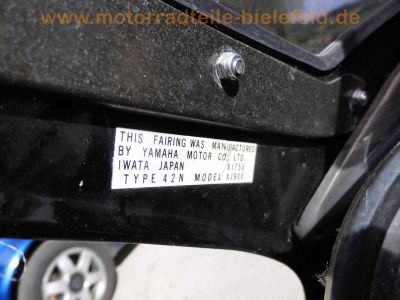 www.motorradteile-bielefeld.de
THIS FAIRING WAS MANUFACTURED
BY YAMAHA MOTOR CO., LTD.
IWATA JAPAN XJ750
TYPE 42N MODEL XJ900